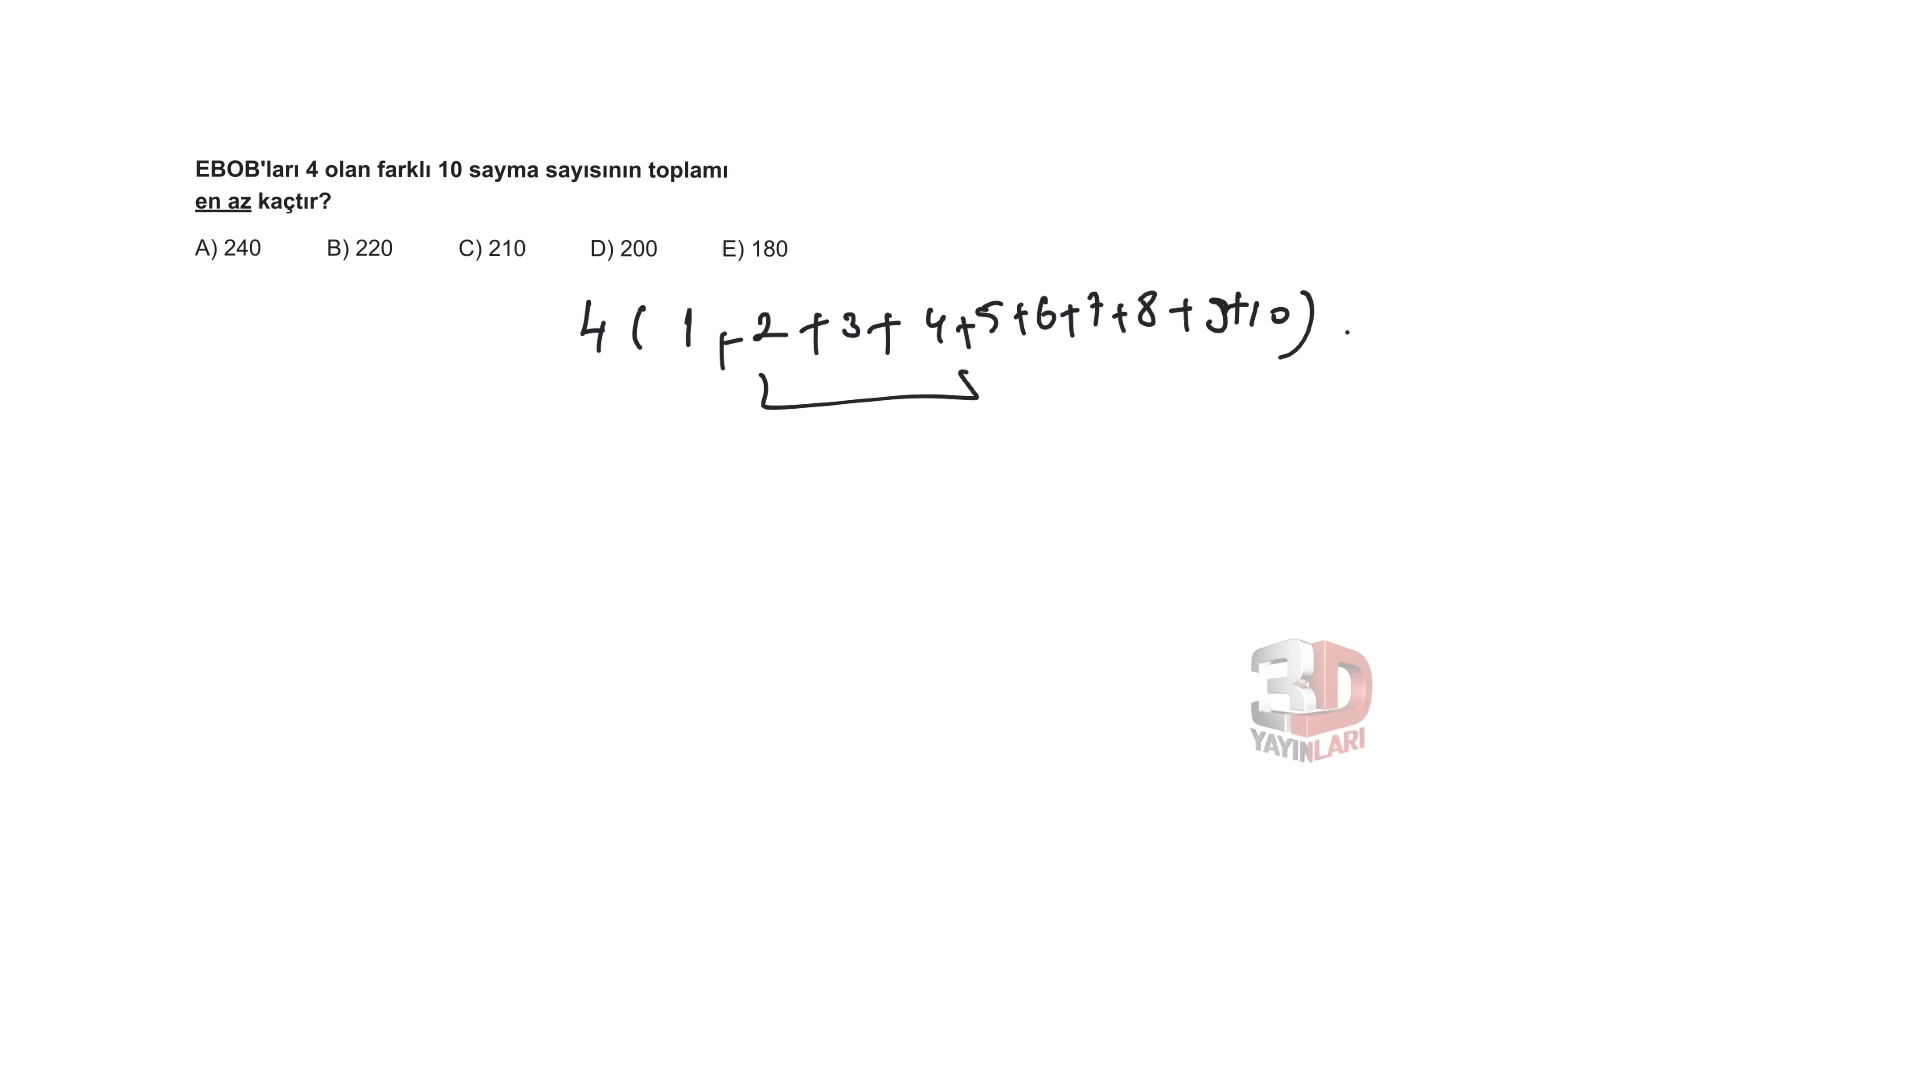 EBOB'ları 4 olan farklı 10 sayma sayısının toplamı
en az kaçtır?
A) 240 B) 220 C) 210 D) 200 E) 180
4 ( 1 + 2 + 3 + 4 + 5 + 6 + 7 + 8 + 9 + 10 ) .
3D
YAYINLARI